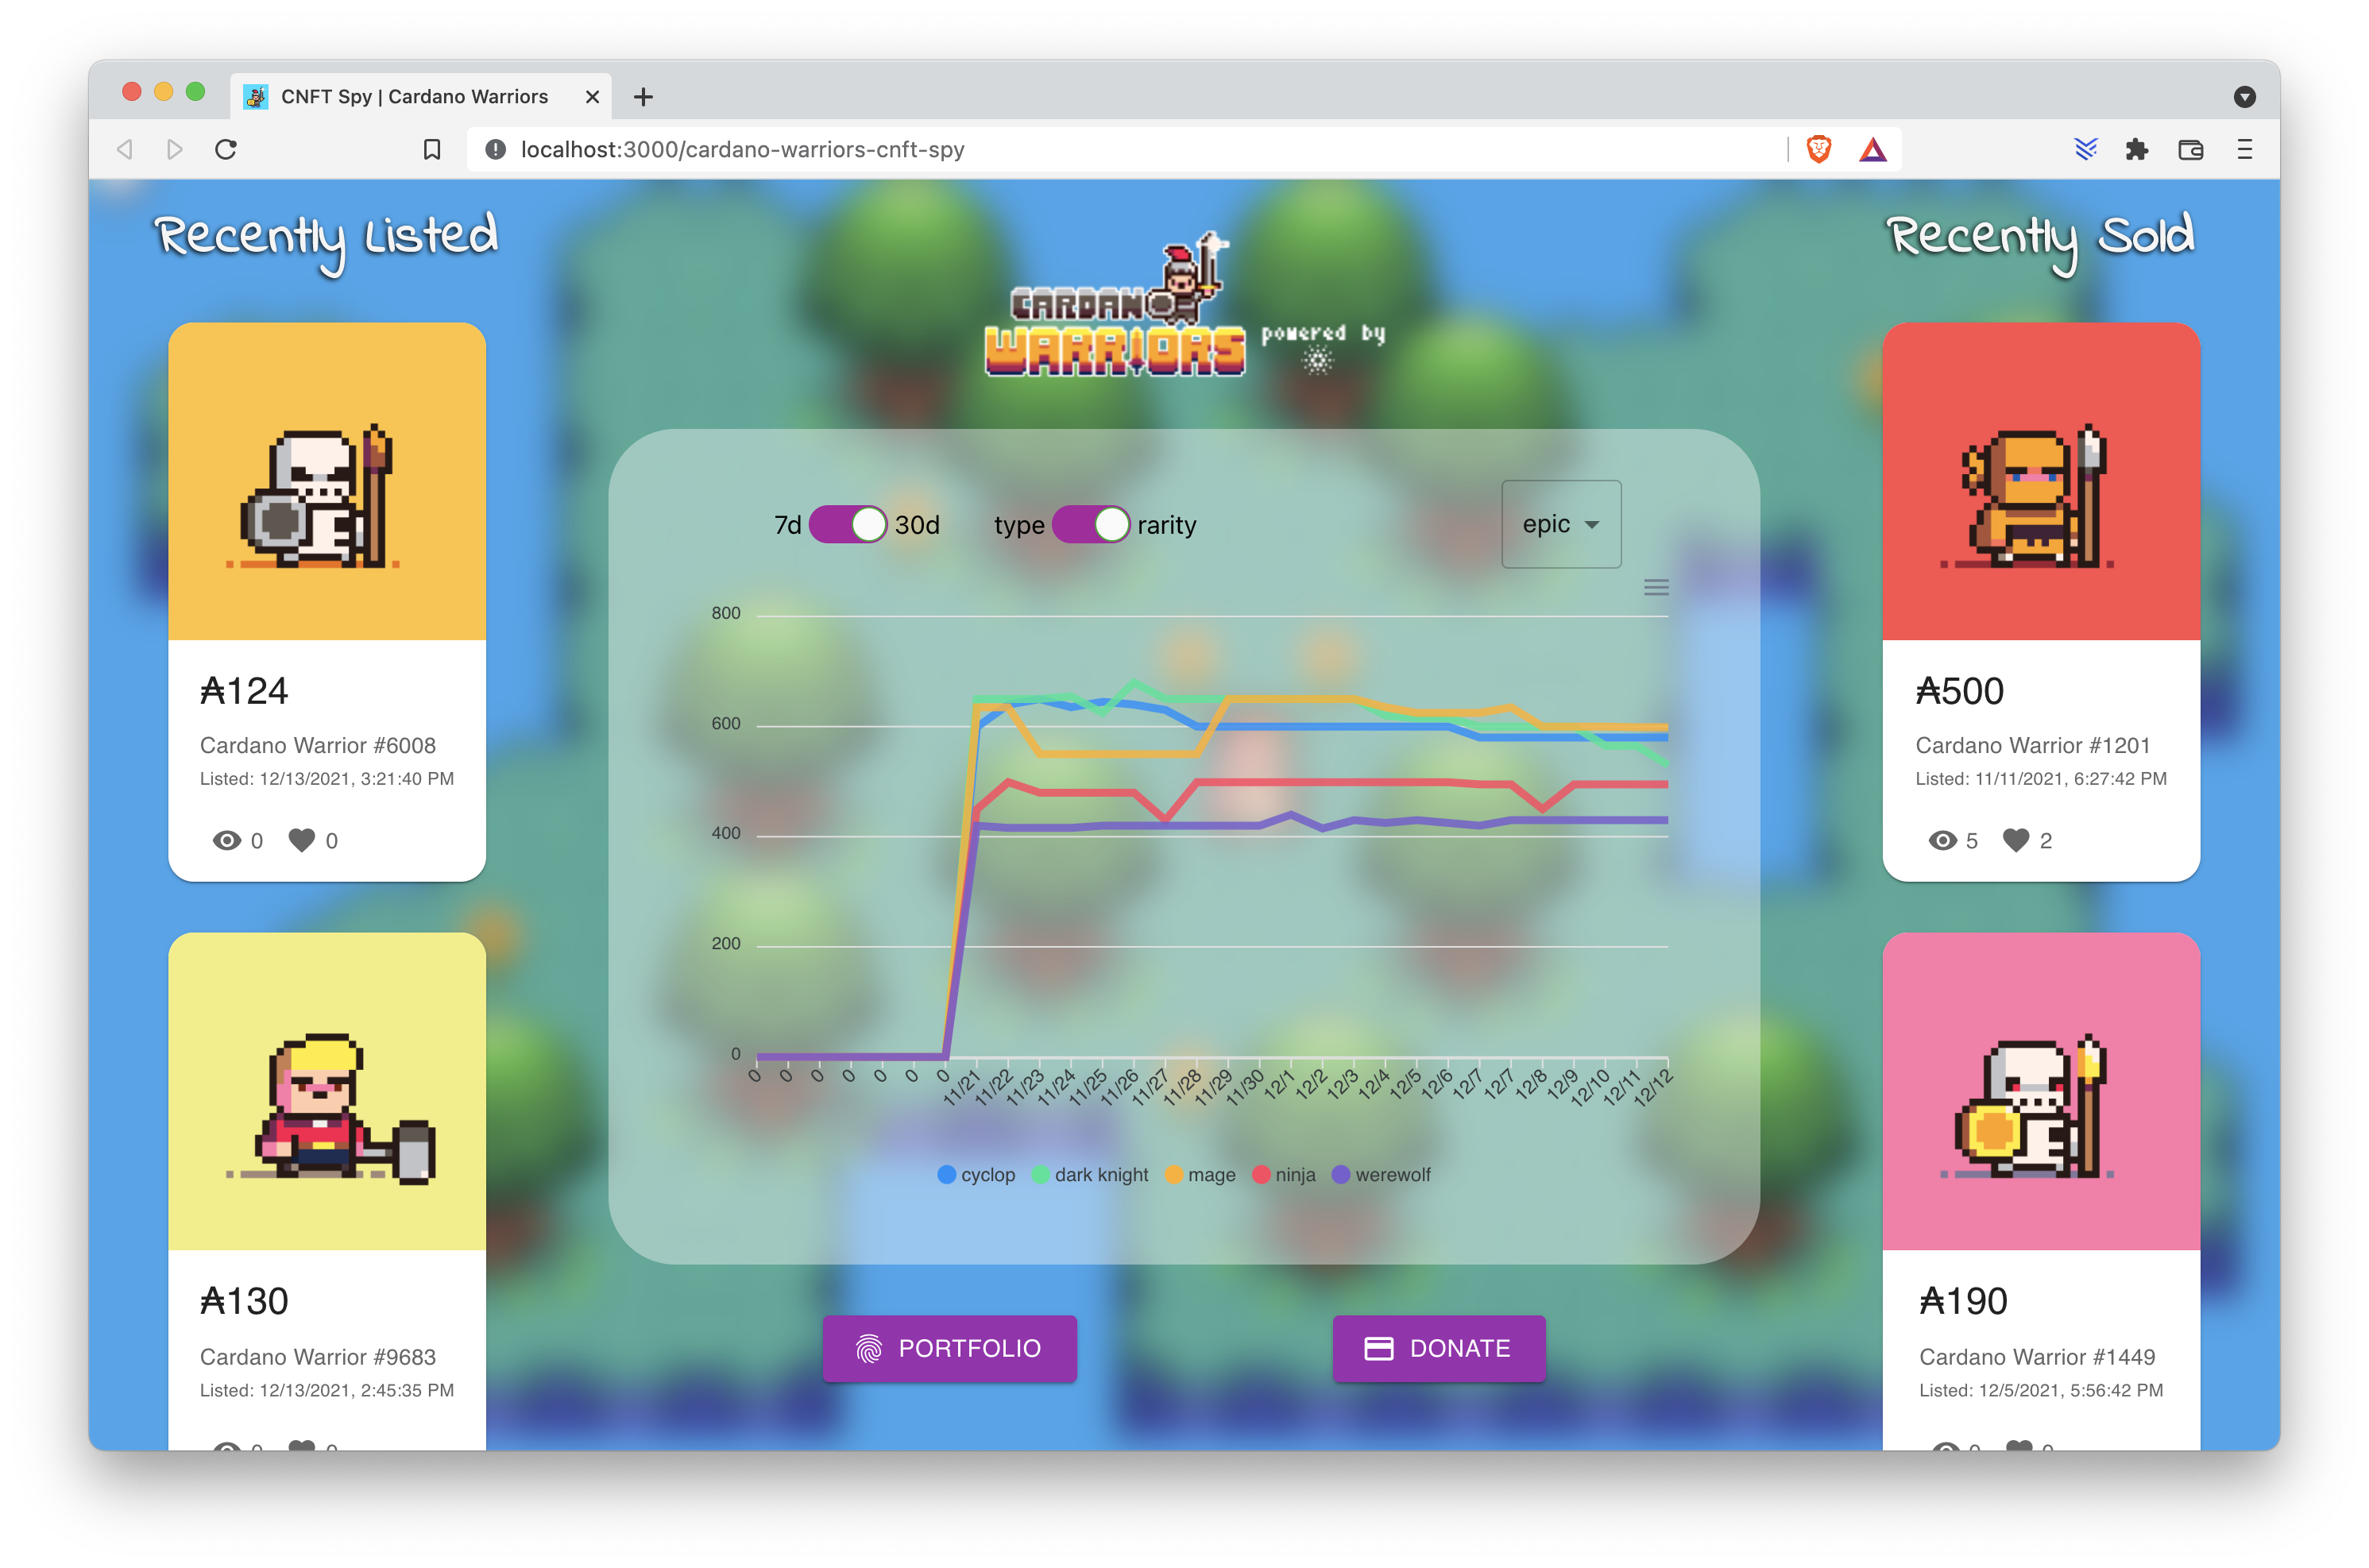 CNFT Spy | Cardano Warriors
localhost:3000/cardano-warriors-cnft-spy
Recently Listed
₳124
Cardano Warrior #6008
Listed: 12/13/2021, 3:21:40 PM
0 0
₳130
Cardano Warrior #9683
Listed: 12/13/2021, 2:45:35 PM
0 0
CARDANO
WARRIORS
powered by
7d 30d type rarity epic
800
600
400
200
0
0 0 0 0 0 0 0 11/21 11/22 11/23 11/24 11/25 11/26 11/27 11/28 11/29 11/30 12/1 12/2 12/3 12/4 12/5 12/6 12/7 12/7 12/8 12/9 12/10 12/11 12/12
cyclop dark knight mage ninja werewolf
PORTFOLIO DONATE
Recently Sold
₳500
Cardano Warrior #1201
Listed: 11/11/2021, 6:27:42 PM
5 2
₳190
Cardano Warrior #1449
Listed: 12/5/2021, 5:56:42 PM
0 0